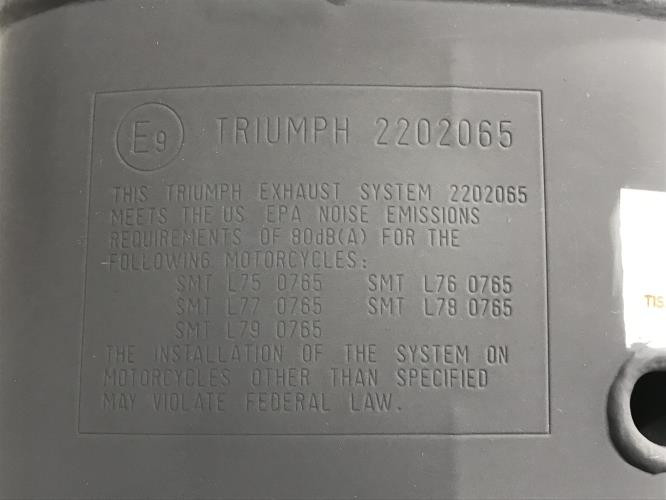 E9 TRIUMPH 2202065
THIS TRIUMPH EXHAUST SYSTEM 2202065
MEETS THE US EPA NOISE EMISSIONS
REQUIREMENTS OF 80dB(A) FOR THE
FOLLOWING MOTORCYCLES:
SMT L75 0765 SMT L76 0765
SMT L77 0765 SMT L78 0765
SMT L79 0765
THE INSTALLATION OF THE SYSTEM ON
MOTORCYCLES OTHER THAN SPECIFIED
MAY VIOLATE FEDERAL LAW.
TIS